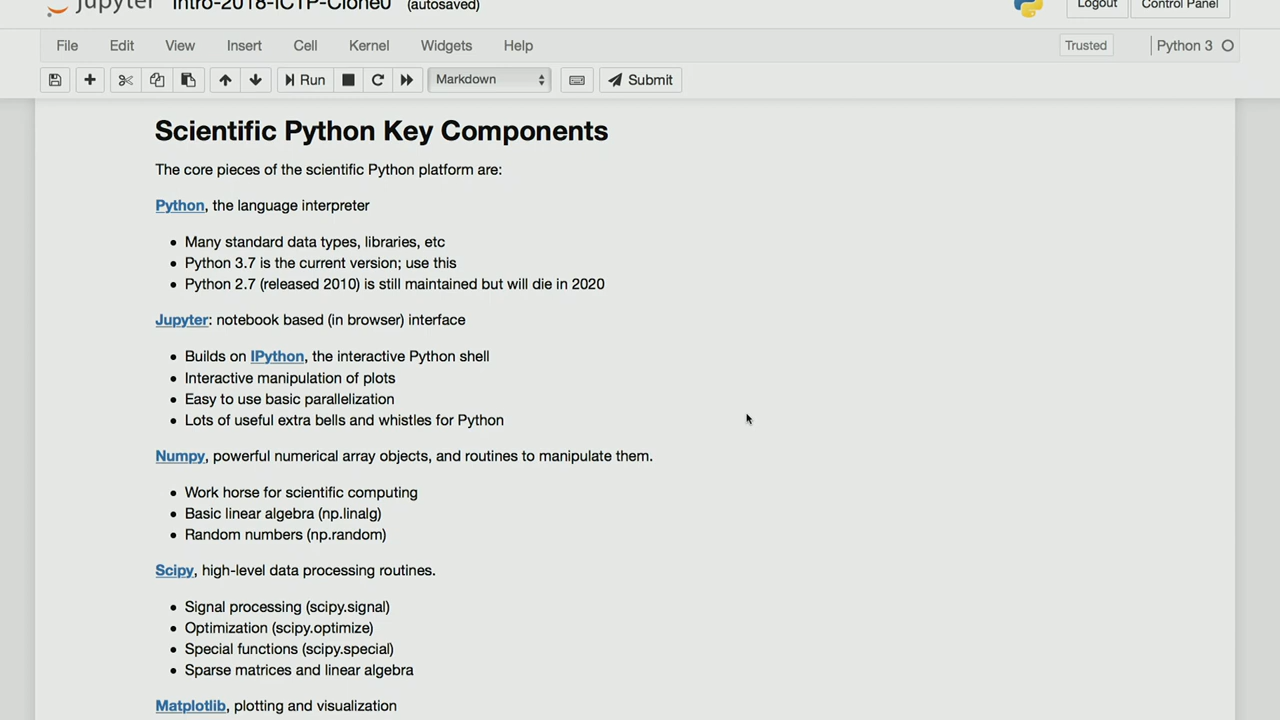 Jupyter Intro-2018-ICTP-Clone0 (autosaved) Logout Control Panel
File Edit View Insert Cell Kernel Widgets Help Trusted Python 3
Run Markdown Submit
Scientific Python Key Components
The core pieces of the scientific Python platform are:
Python, the language interpreter
• Many standard data types, libraries, etc
• Python 3.7 is the current version; use this
• Python 2.7 (released 2010) is still maintained but will die in 2020
Jupyter: notebook based (in browser) interface
• Builds on IPython, the interactive Python shell
• Interactive manipulation of plots
• Easy to use basic parallelization
• Lots of useful extra bells and whistles for Python
Numpy, powerful numerical array objects, and routines to manipulate them.
• Work horse for scientific computing
• Basic linear algebra (np.linalg)
• Random numbers (np.random)
Scipy, high-level data processing routines.
• Signal processing (scipy.signal)
• Optimization (scipy.optimize)
• Special functions (scipy.special)
• Sparse matrices and linear algebra
Matplotlib, plotting and visualization